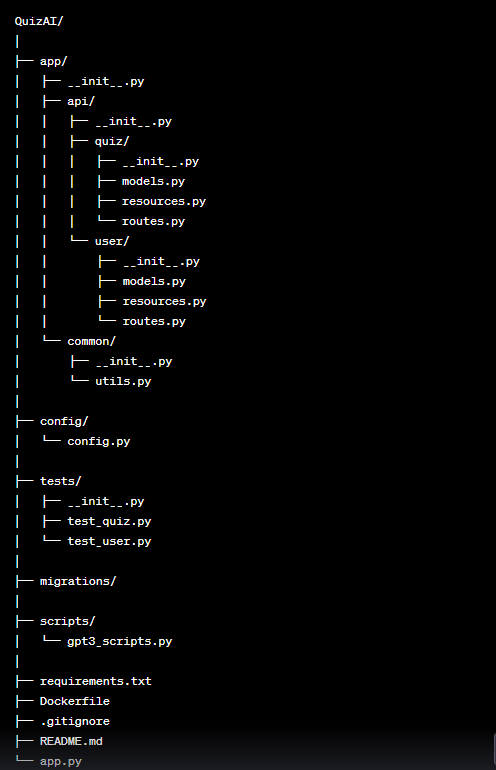 QuizAI/
│
├── app/
│   ├── __init__.py
│   ├── api/
│   │   ├── __init__.py
│   │   ├── quiz/
│   │   │   ├── __init__.py
│   │   │   ├── models.py
│   │   │   ├── resources.py
│   │   │   └── routes.py
│   │   └── user/
│   │       ├── __init__.py
│   │       ├── models.py
│   │       ├── resources.py
│   │       └── routes.py
│   └── common/
│       ├── __init__.py
│       └── utils.py
│
├── config/
│   └── config.py
│
├── tests/
│   ├── __init__.py
│   ├── test_quiz.py
│   └── test_user.py
│
├── migrations/
│
├── scripts/
│   └── gpt3_scripts.py
│
├── requirements.txt
├── Dockerfile
├── .gitignore
├── README.md
└── app.py